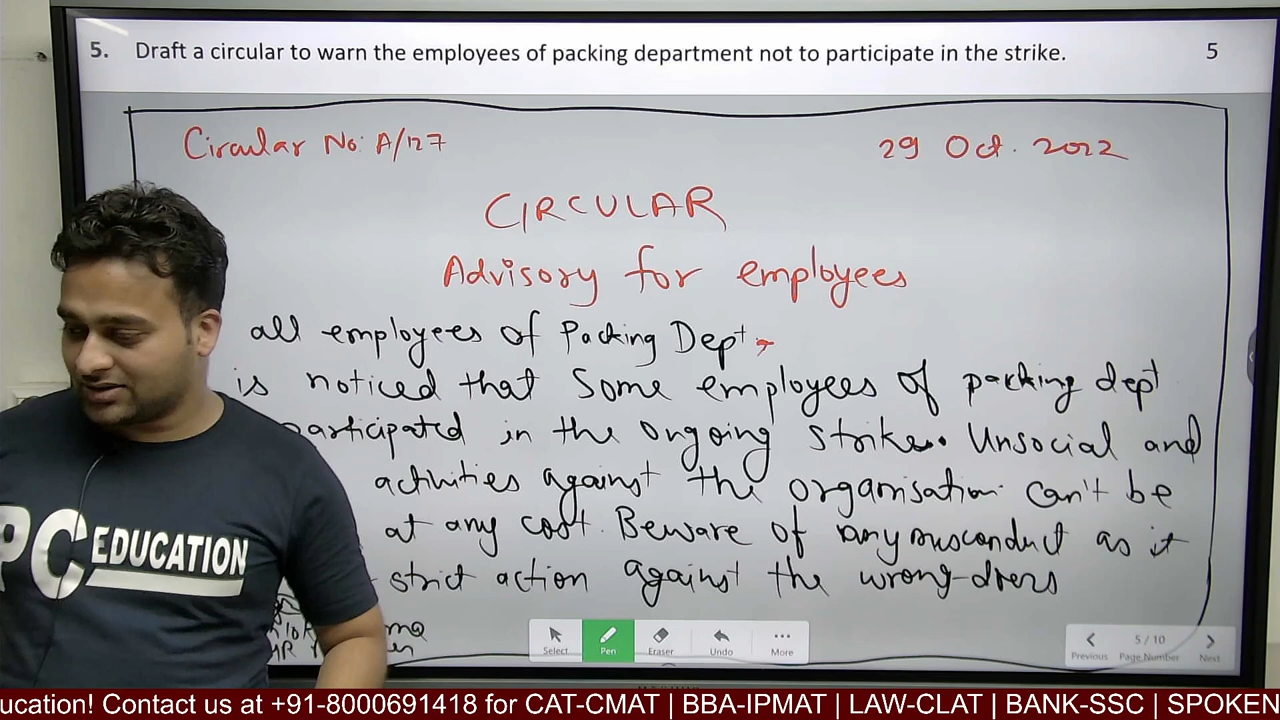 5. Draft a circular to warn the employees of packing department not to participate in the strike. 5
Circular No: A/127 29 Oct. 2022
CIRCULAR
Advisory for employees
all employees of Packing Dept,
is noticed that some employees of packing dept
participated in the ongoing strike. Unsocial and
activities against the organisation can't be
at any cost. Beware of any misconduct as it
strict action against the wrong-doers
PC EDUCATION
Select Pen Eraser Undo More
Previous 5/10 Page Number Next
ucation! Contact us at +91-8000691418 for CAT-CMAT | BBA-IPMAT | LAW-CLAT | BANK-SSC | SPOKEN